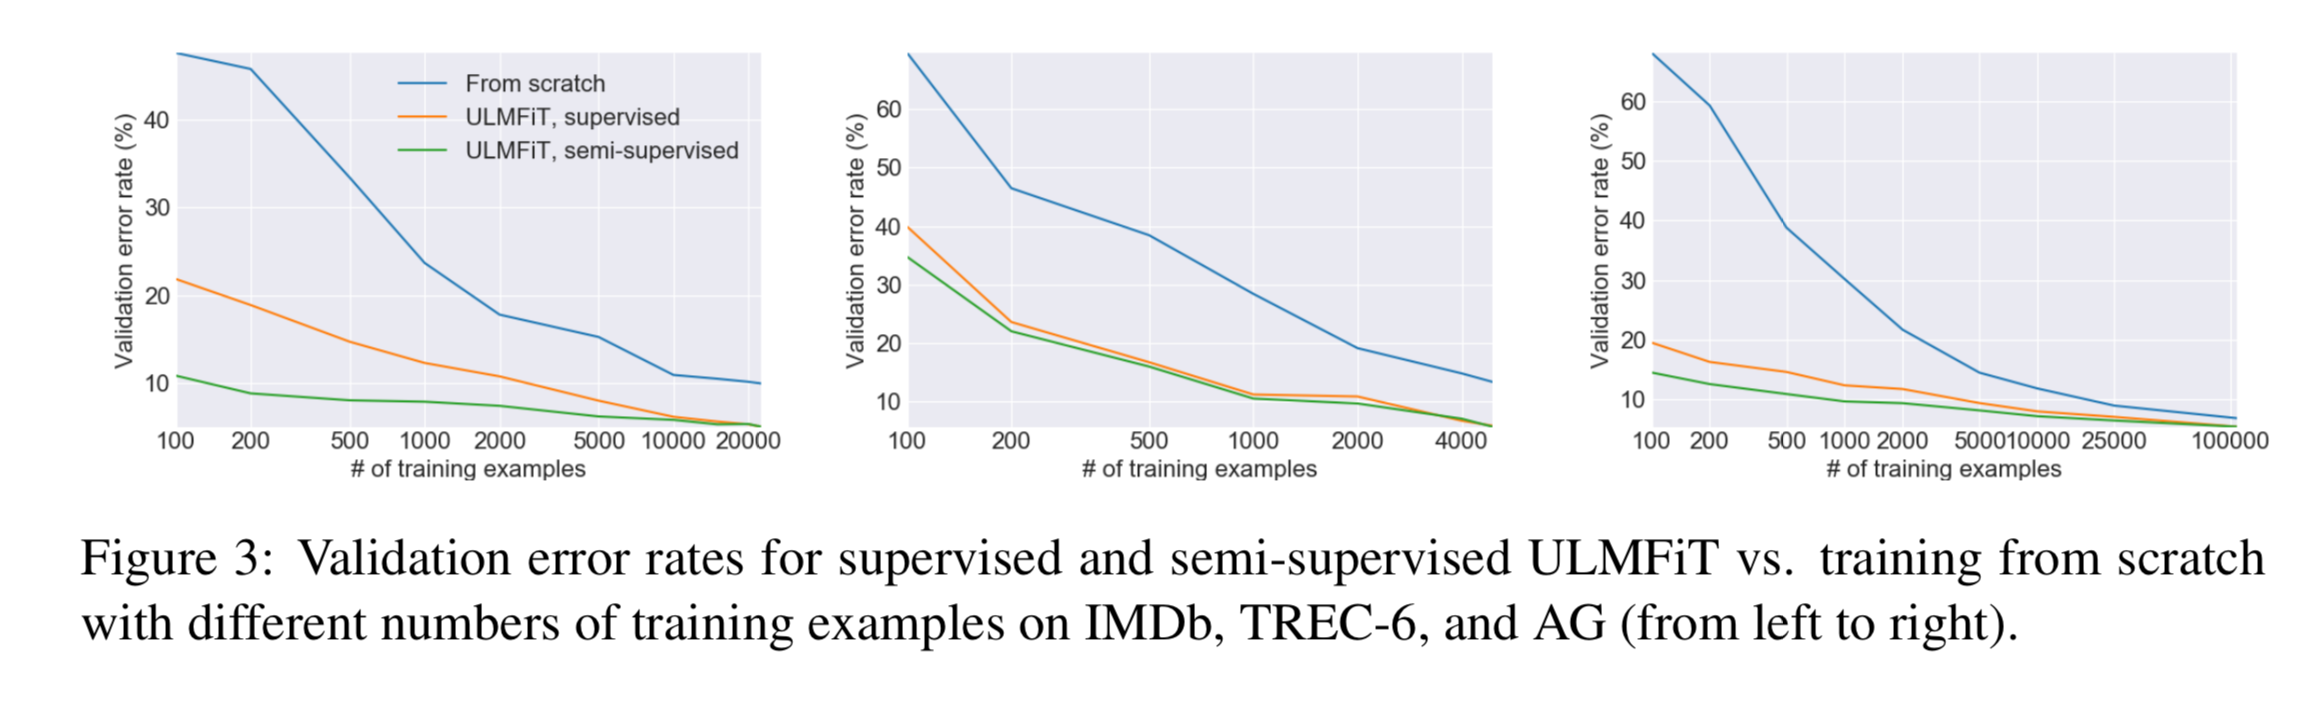 From scratch
ULMFiT, supervised
ULMFiT, semi-supervised
Validation error rate (%)
40
30
20
10
100 200 500 1000 2000 5000 10000 20000
# of training examples
Validation error rate (%)
60
50
40
30
20
10
100 200 500 1000 2000 4000
# of training examples
Validation error rate (%)
60
50
40
30
20
10
100 200 500 1000 2000 5000 10000 25000 100000
# of training examples
Figure 3: Validation error rates for supervised and semi-supervised ULMFiT vs. training from scratch
with different numbers of training examples on IMDb, TREC-6, and AG (from left to right).